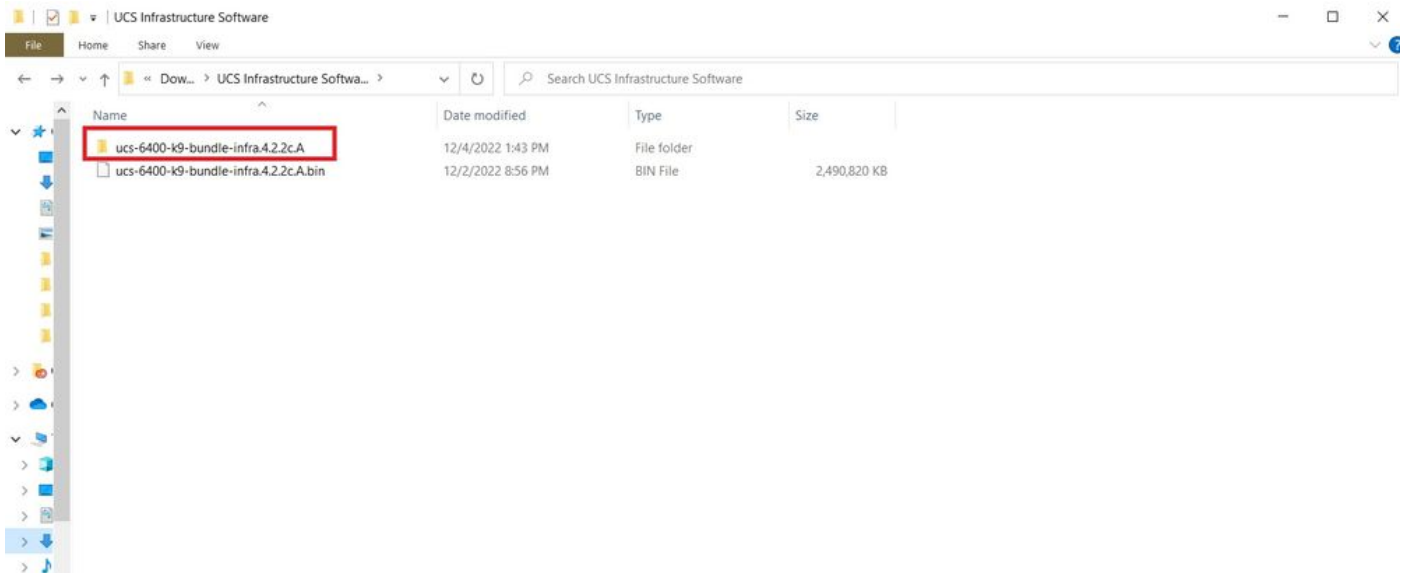 UCS Infrastructure Software
File Home Share View
« Dow... > UCS Infrastructure Softwa... > Search UCS Infrastructure Software
Name Date modified Type Size
ucs-6400-k9-bundle-infra.4.2.2c.A 12/4/2022 1:43 PM File folder
ucs-6400-k9-bundle-infra.4.2.2c.A.bin 12/2/2022 8:56 PM BIN File 2,490,820 KB